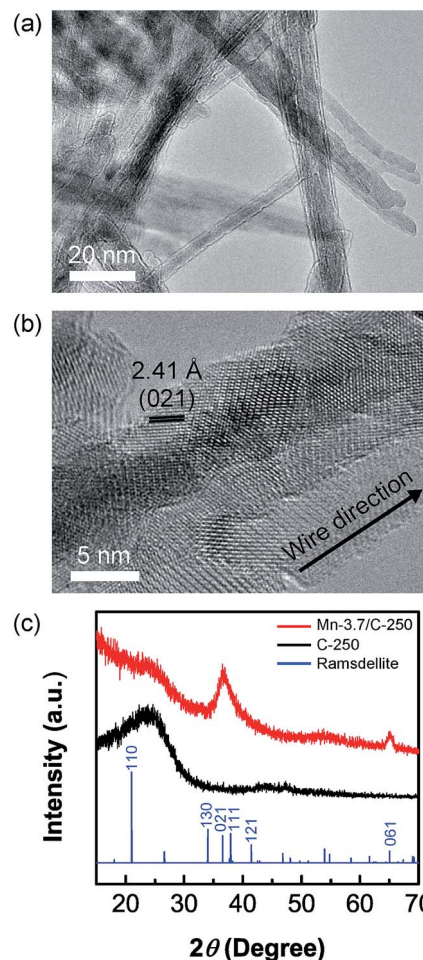 (a)
20 nm
(b)
2.41 Å
(021)
5 nm
Wire direction
(c)
Mn-3.7/C-250
C-250
Ramsdellite
Intensity (a.u.)
110
130
021
111
121
061
20 30 40 50 60 70
2θ (Degree)